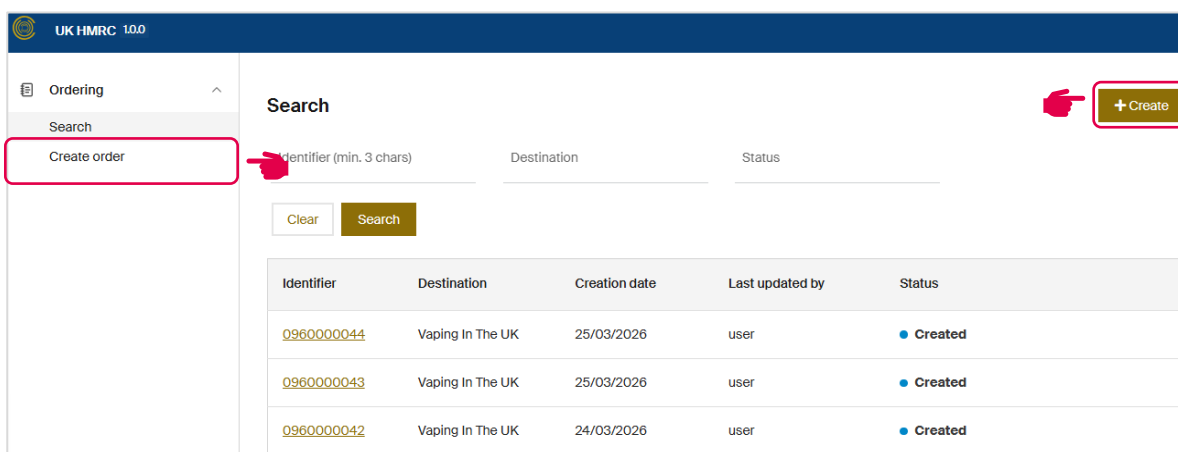 UK HMRC 1.0.0
Ordering
Search
Create order
Search
+ Create
Identifier (min. 3 chars) Destination Status
Clear Search
Identifier Destination Creation date Last updated by Status
0960000044 Vaping In The UK 25/03/2026 user Created
0960000043 Vaping In The UK 25/03/2026 user Created
0960000042 Vaping In The UK 24/03/2026 user Created